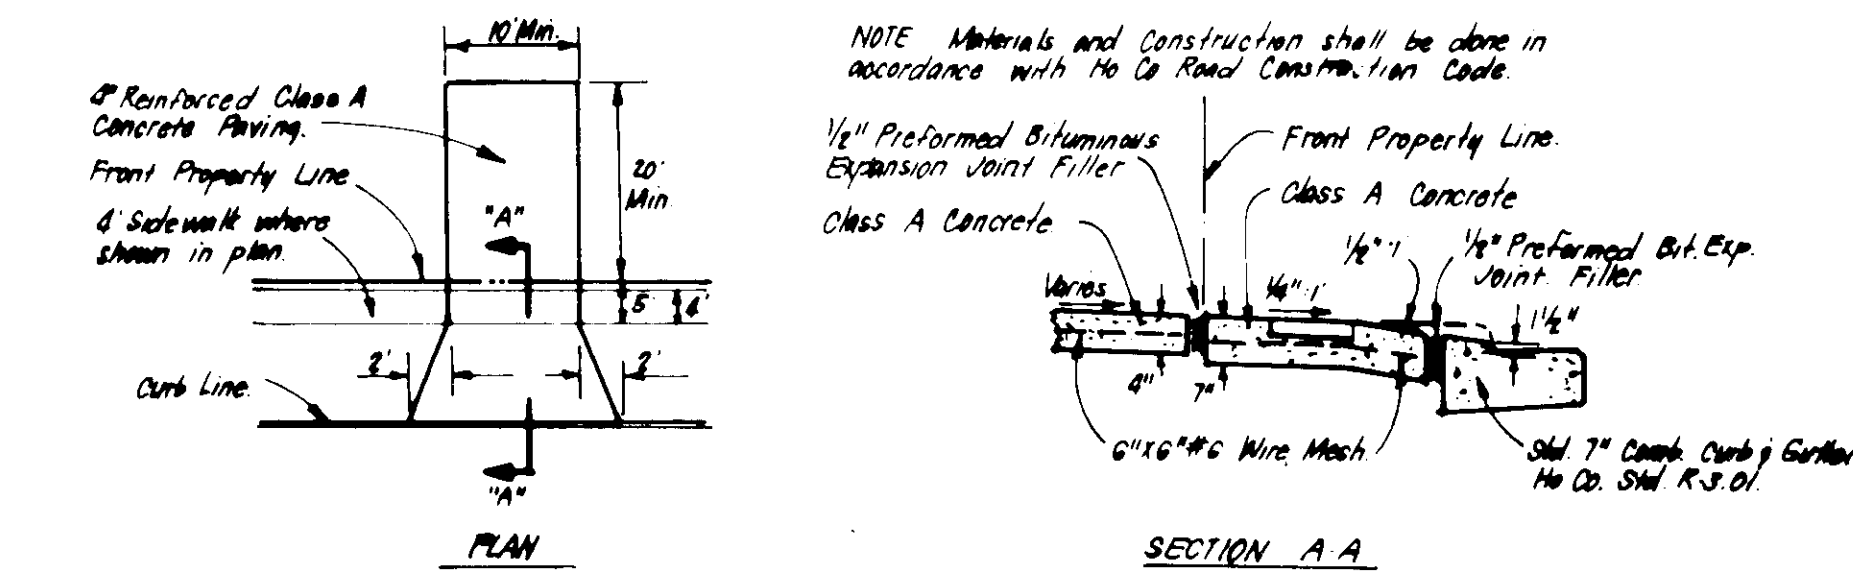 10' Min.
4" Reinforced Class A
Concrete Paving.
Front Property Line
4' Sidewalk where
shown in plan.
"A"
20'
Min.
5'
4'
2'
2'
Curb Line.
"A"
PLAN
NOTE Materials and Construction shall be done in
accordance with Ho Co Road Construction Code.
1/2" Preformed Bituminous
Expansion Joint Filler
Front Property Line.
Class A Concrete
Class A Concrete
1/2":1'
1/2" Preformed Bit. Exp.
Joint Filler
Varies
1/4":1'
1 1/2"
4"
7"
6"x6"#6 Wire Mesh
Std. 7" Comb. Curb & Gutter
Ho Co. Std. R-3.01.
SECTION A-A